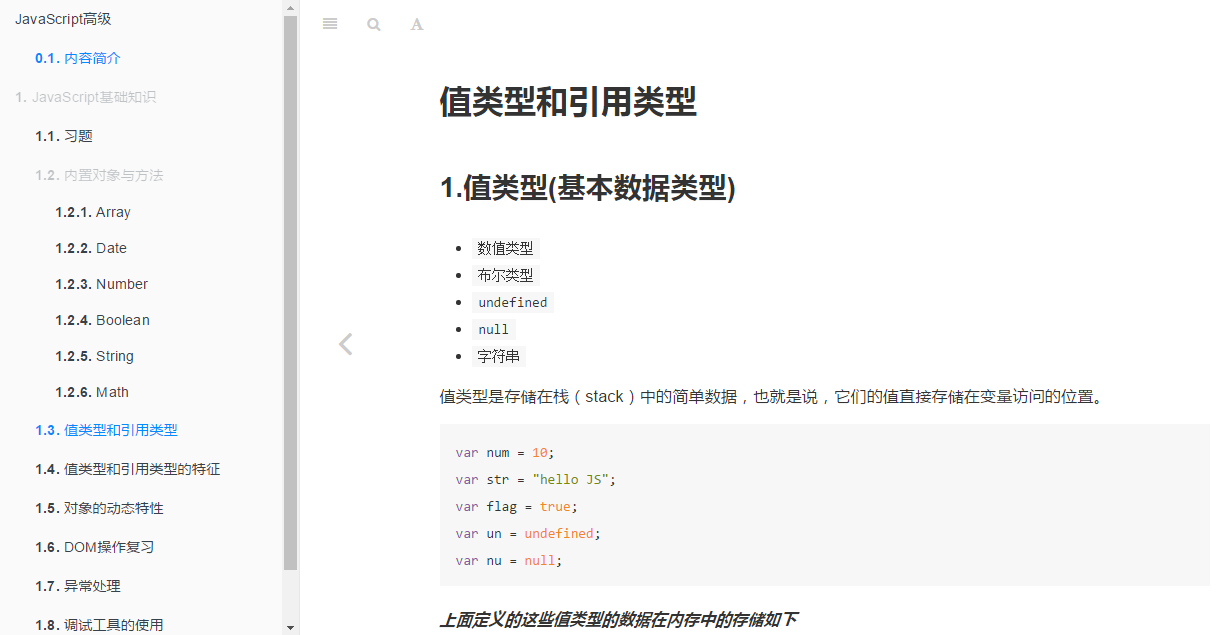 JavaScript高级
0.1. 内容简介
1. JavaScript基础知识
1.1. 习题
1.2. 内置对象与方法
1.2.1. Array
1.2.2. Date
1.2.3. Number
1.2.4. Boolean
1.2.5. String
1.2.6. Math
1.3. 值类型和引用类型
1.4. 值类型和引用类型的特征
1.5. 对象的动态特性
1.6. DOM操作复习
1.7. 异常处理
1.8. 调试工具的使用
A
值类型和引用类型
1.值类型(基本数据类型)
数值类型
布尔类型
undefined
null
字符串
值类型是存储在栈（stack）中的简单数据，也就是说，它们的值直接存储在变量访问的位置。
var num = 10;
var str = "hello JS";
var flag = true;
var un = undefined;
var nu = null;
上面定义的这些值类型的数据在内存中的存储如下